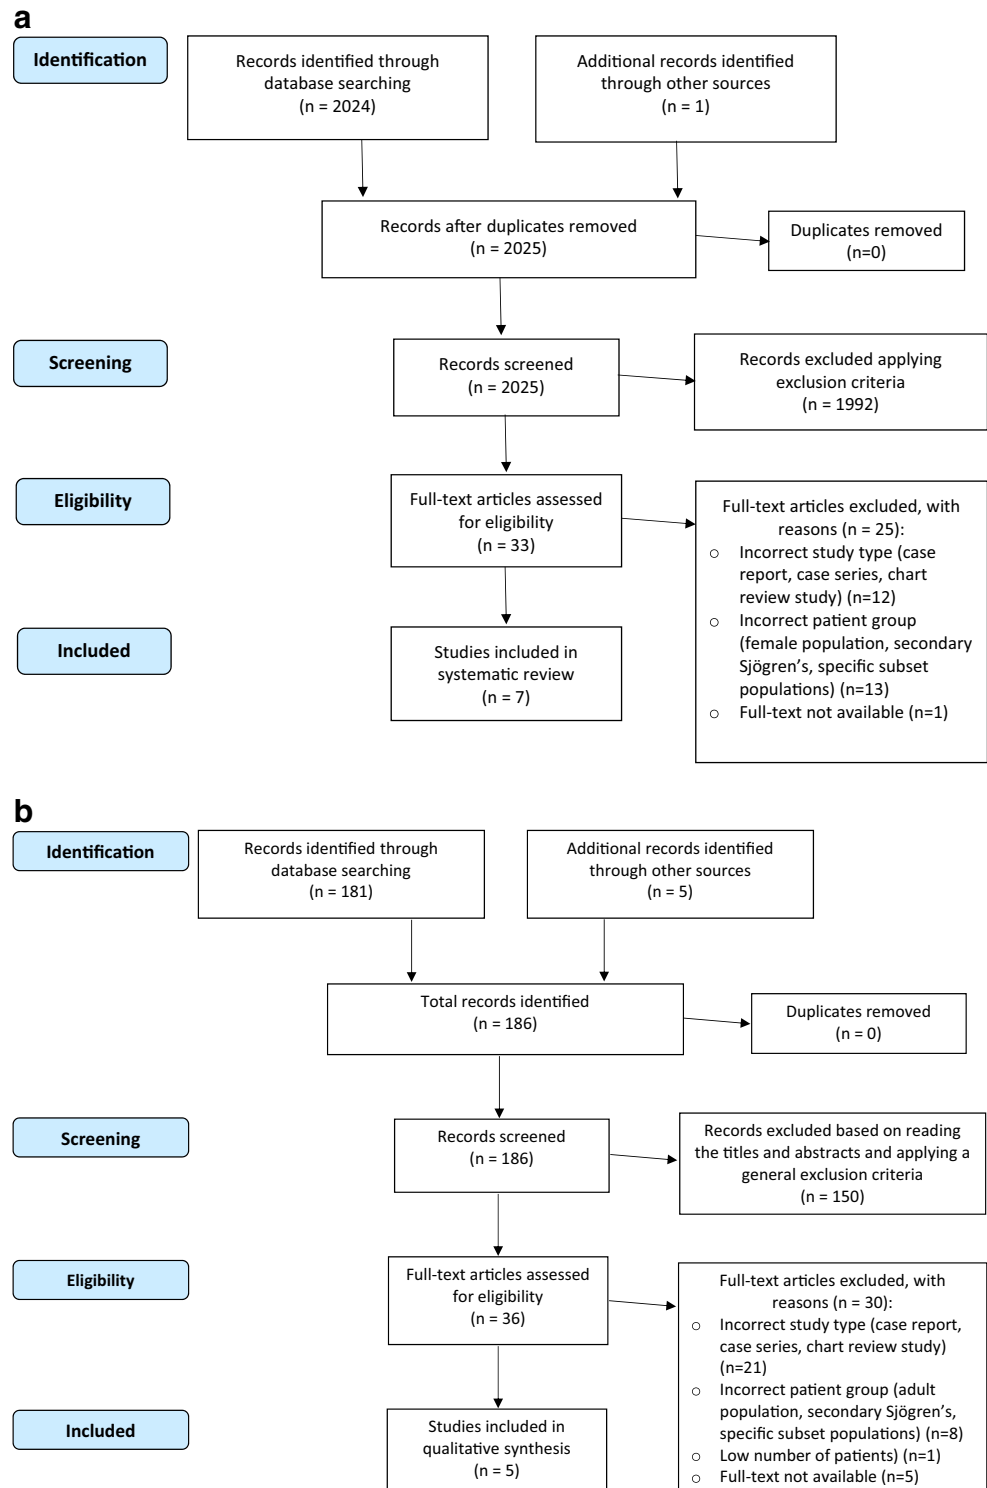 a
Identification
Records identified through
database searching
(n = 2024)
Additional records identified
through other sources
(n = 1)
Records after duplicates removed
(n = 2025)
Duplicates removed
(n=0)
Screening
Records screened
(n = 2025)
Records excluded applying
exclusion criteria
(n = 1992)
Eligibility
Full-text articles assessed
for eligibility
(n = 33)
Full-text articles excluded, with
reasons (n = 25):
○ Incorrect study type (case
report, case series, chart
review study) (n=12)
○ Incorrect patient group
(female population, secondary
Sjögren's, specific subset
populations) (n=13)
○ Full-text not available (n=1)
Included
Studies included in
systematic review
(n = 7)
b
Identification
Records identified through
database searching
(n = 181)
Additional records identified
through other sources
(n = 5)
Total records identified
(n = 186)
Duplicates removed
(n = 0)
Screening
Records screened
(n = 186)
Records excluded based on reading
the titles and abstracts and applying a
general exclusion criteria
(n = 150)
Eligibility
Full-text articles assessed
for eligibility
(n = 36)
Full-text articles excluded, with
reasons (n = 30):
○ Incorrect study type (case report,
case series, chart review study)
(n=21)
○ Incorrect patient group (adult
population, secondary Sjögren's,
specific subset populations) (n=8)
○ Low number of patients) (n=1)
○ Full-text not available (n=5)
Included
Studies included in
qualitative synthesis
(n = 5)